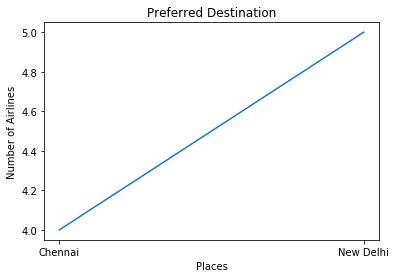 Preferred Destination
Number of Airlines
5.0
4.8
4.6
4.4
4.2
4.0
Chennai
New Delhi
Places